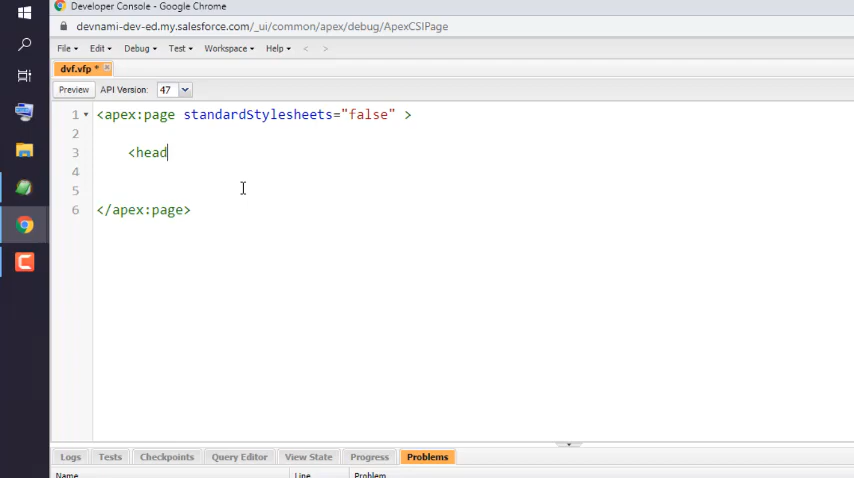 Developer Console - Google Chrome
devnami-dev-ed.my.salesforce.com/_ui/common/apex/debug/ApexCSIPage
File Edit Debug Test Workspace Help < >
dvf.vfp *
Preview API Version: 47
1 <apex:page standardStylesheets="false" >
2
3 <head
4
5
6 </apex:page>
Logs Tests Checkpoints Query Editor View State Progress Problems
Name Line Problem